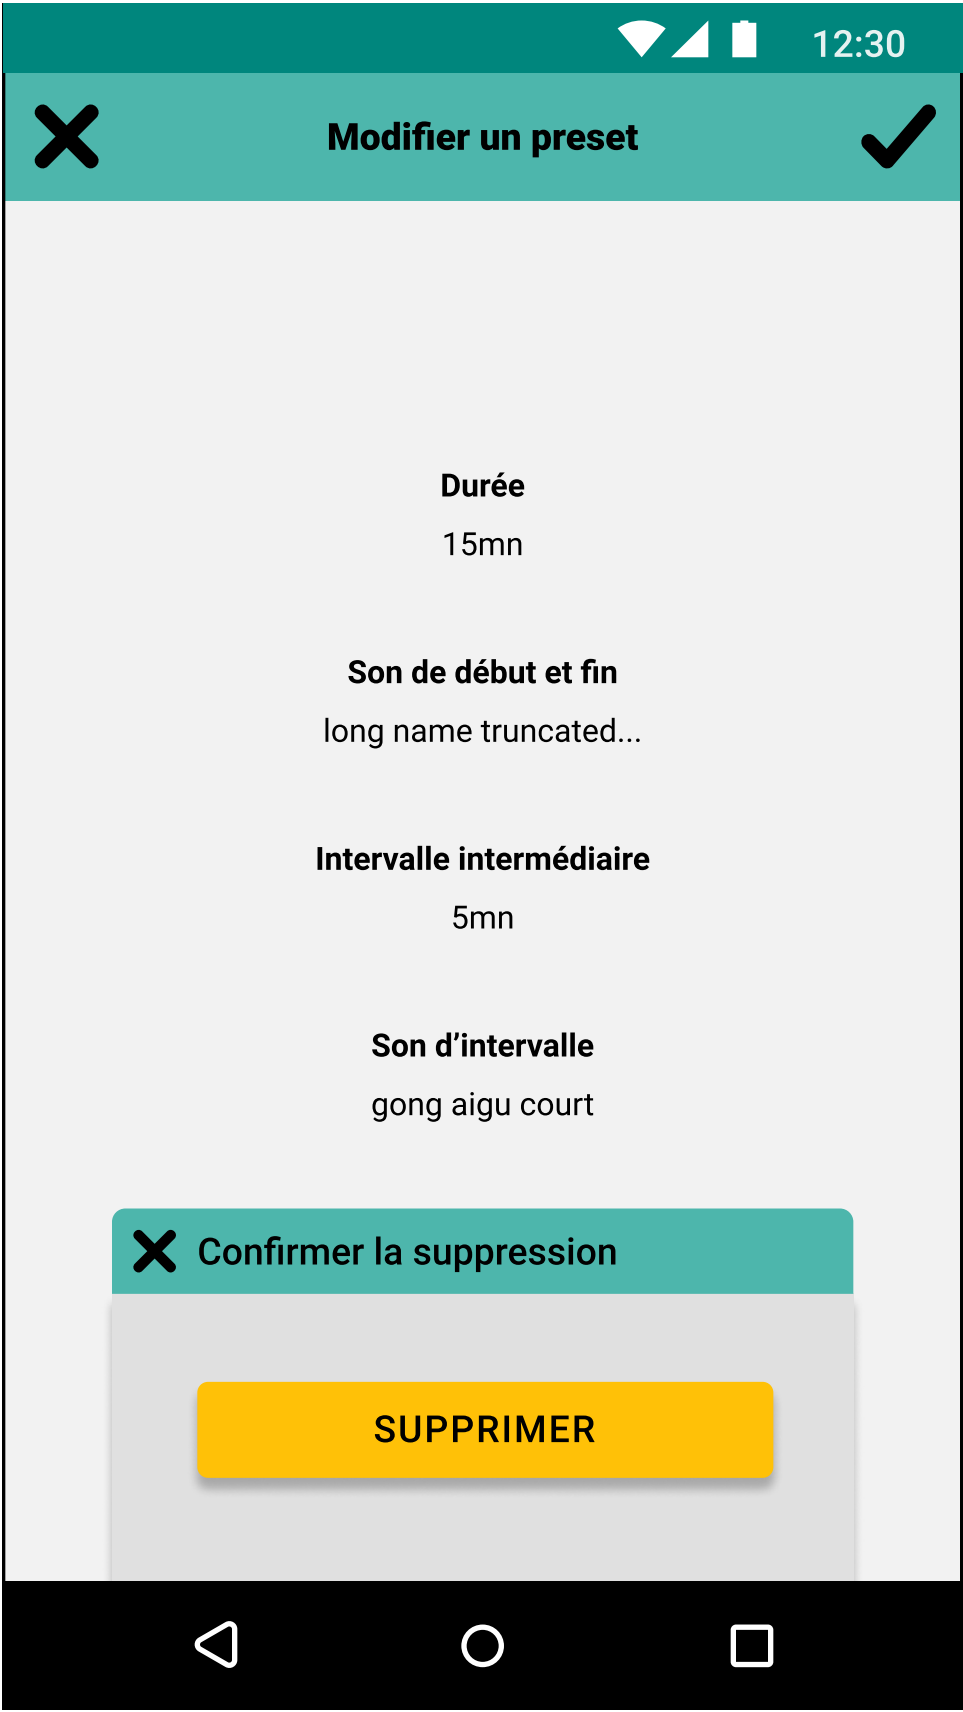 12:30
Modifier un preset
Durée
15mn
Son de début et fin
long name truncated...
Intervalle intermédiaire
5mn
Son d’intervalle
gong aigu court
Confirmer la suppression
SUPPRIMER